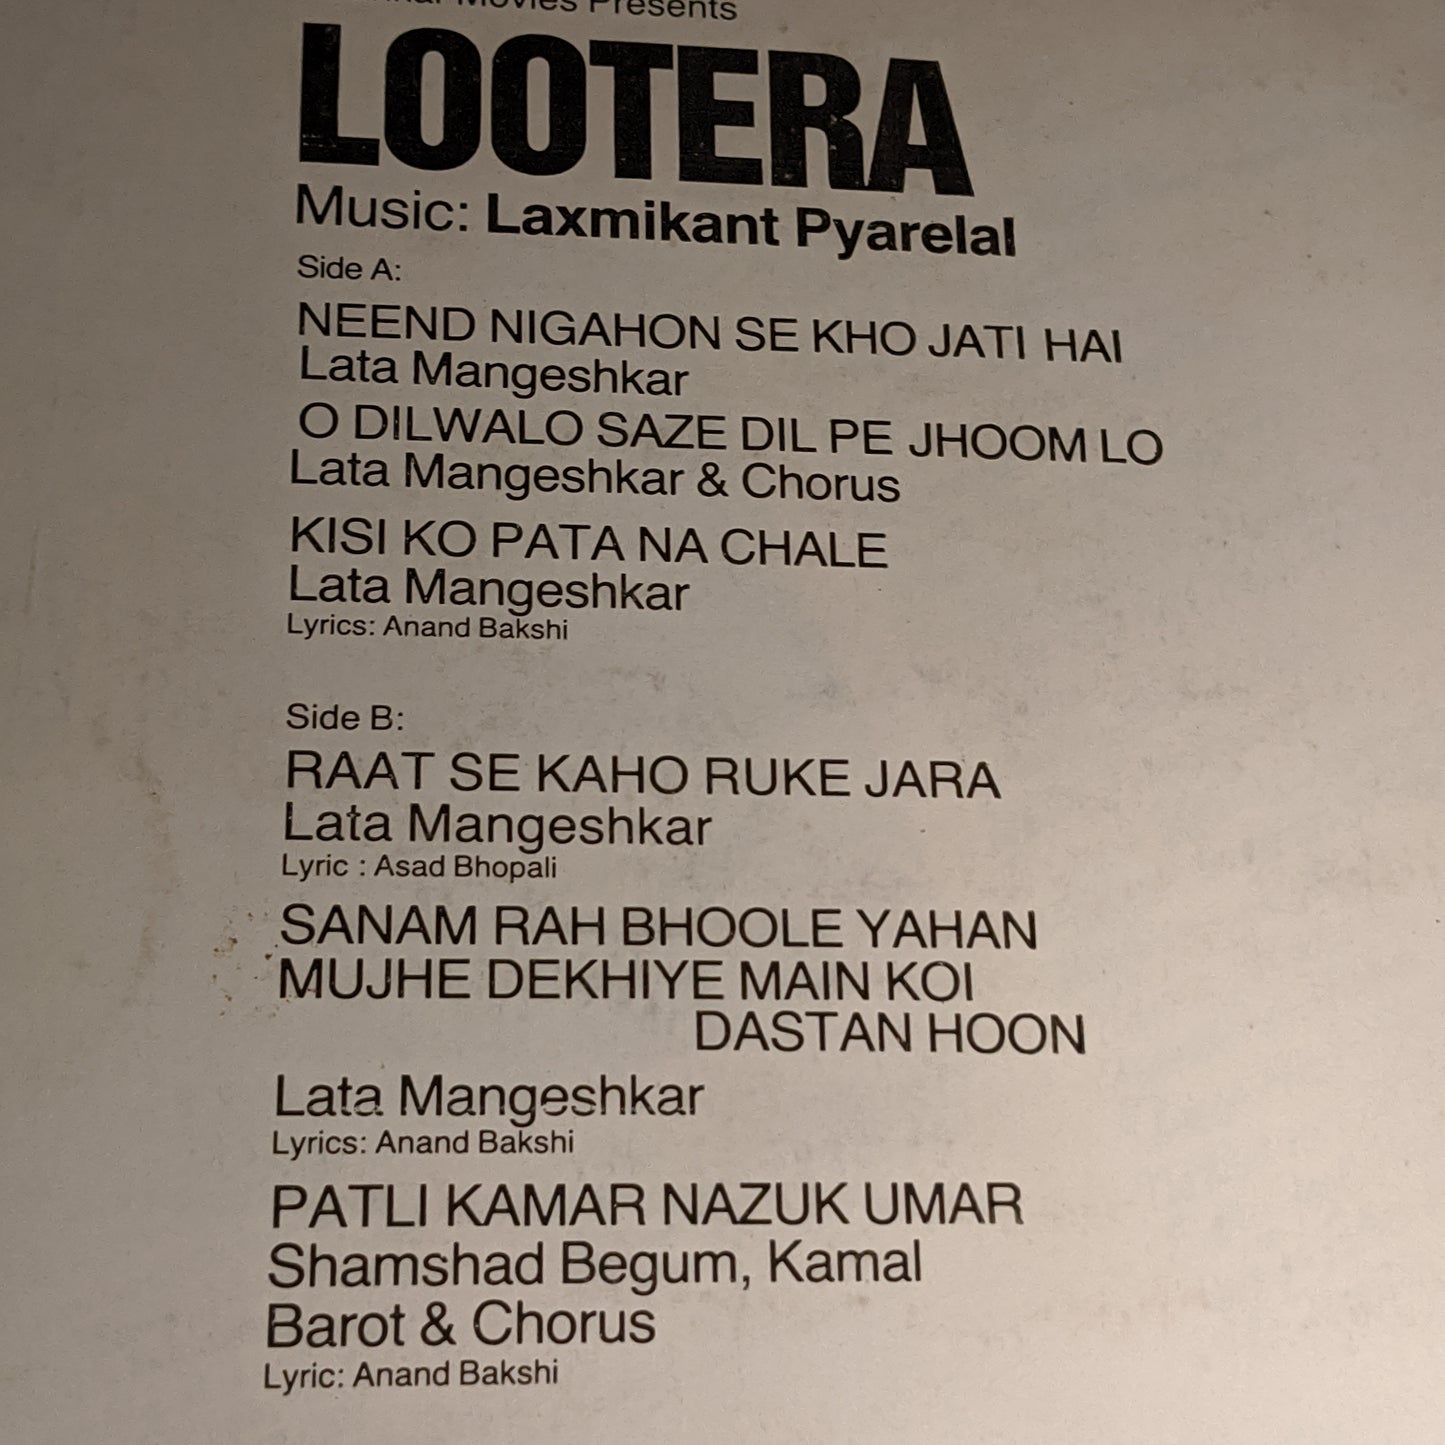 Movies Presents
LOOTERA
Music: Laxmikant Pyarelal
Side A:
NEEND NIGAHON SE KHO JATI HAI
Lata Mangeshkar
O DILWALO SAZE DIL PE JHOOM LO
Lata Mangeshkar & Chorus
KISI KO PATA NA CHALE
Lata Mangeshkar
Lyrics: Anand Bakshi
Side B:
RAAT SE KAHO RUKE JARA
Lata Mangeshkar
Lyric : Asad Bhopali
SANAM RAH BHOOLE YAHAN
MUJHE DEKHIYE MAIN KOI
DASTAN HOON
Lata Mangeshkar
Lyrics: Anand Bakshi
PATLI KAMAR NAZUK UMAR
Shamshad Begum, Kamal
Barot & Chorus
Lyric: Anand Bakshi